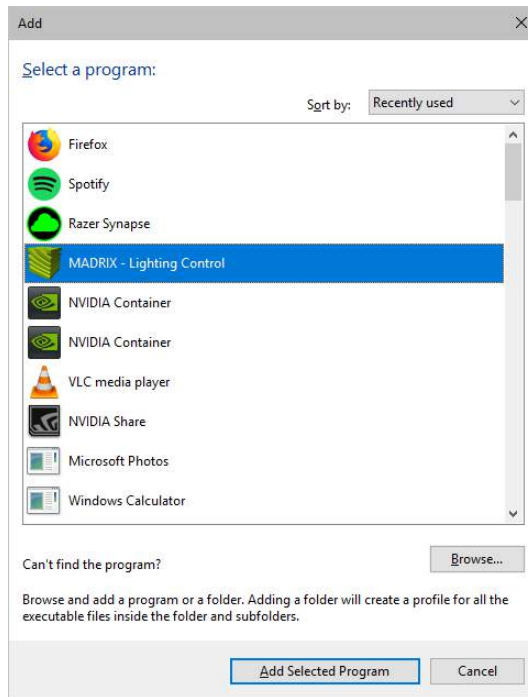 Add
Select a program:
Sort by: Recently used
Firefox
Spotify
Razer Synapse
MADRIX - Lighting Control
NVIDIA Container
NVIDIA Container
VLC media player
NVIDIA Share
Microsoft Photos
Windows Calculator
Can't find the program? Browse...
Browse and add a program or a folder. Adding a folder will create a profile for all the
executable files inside the folder and subfolders.
Add Selected Program Cancel